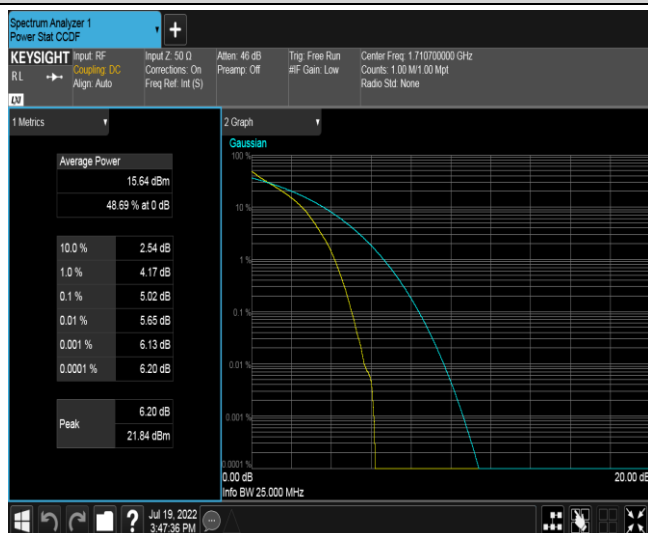 Spectrum Analyzer 1
Power Stat CCDF
+
KEYSIGHT
RL
LXI
Input: RF
Coupling: DC
Align: Auto
Input Z: 50 Ω
Corrections: On
Freq Ref: Int (S)
Atten: 46 dB
Preamp: Off
Trig: Free Run
#IF Gain: Low
Center Freq: 1.710700000 GHz
Counts: 1.00 M/1.00 Mpt
Radio Std: None
1 Metrics
Average Power
15.64 dBm
48.69 % at 0 dB
10.0 % 2.54 dB
1.0 % 4.17 dB
0.1 % 5.02 dB
0.01 % 5.65 dB
0.001 % 6.13 dB
0.0001 % 6.20 dB
Peak
6.20 dB
21.84 dBm
2 Graph
Gaussian
100 %
10 %
1 %
0.1 %
0.01 %
0.001 %
0.0001 %
0.00 dB
20.00 dB
Info BW 25.000 MHz
?
Jul 19, 2022
3:47:36 PM